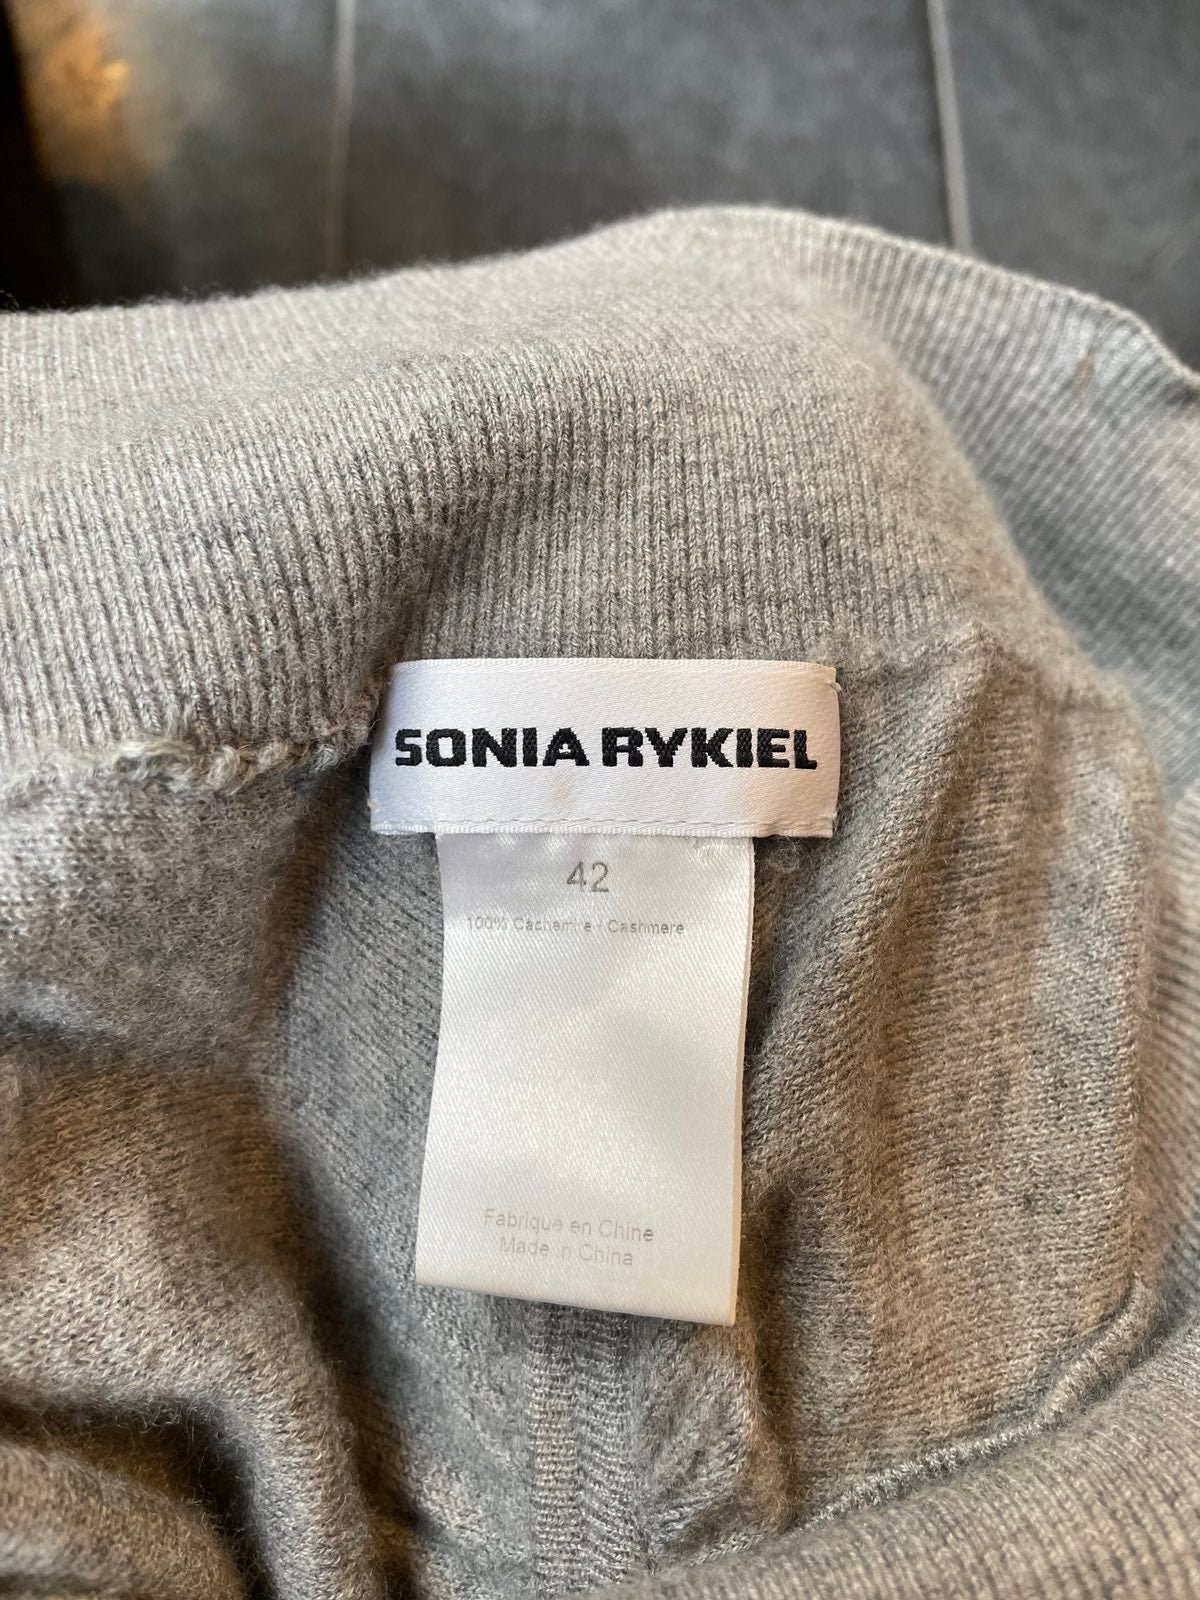 SONIA RYKIEL
42
100% Cachemire / Cashmere
Fabriqué en Chine
Made in China